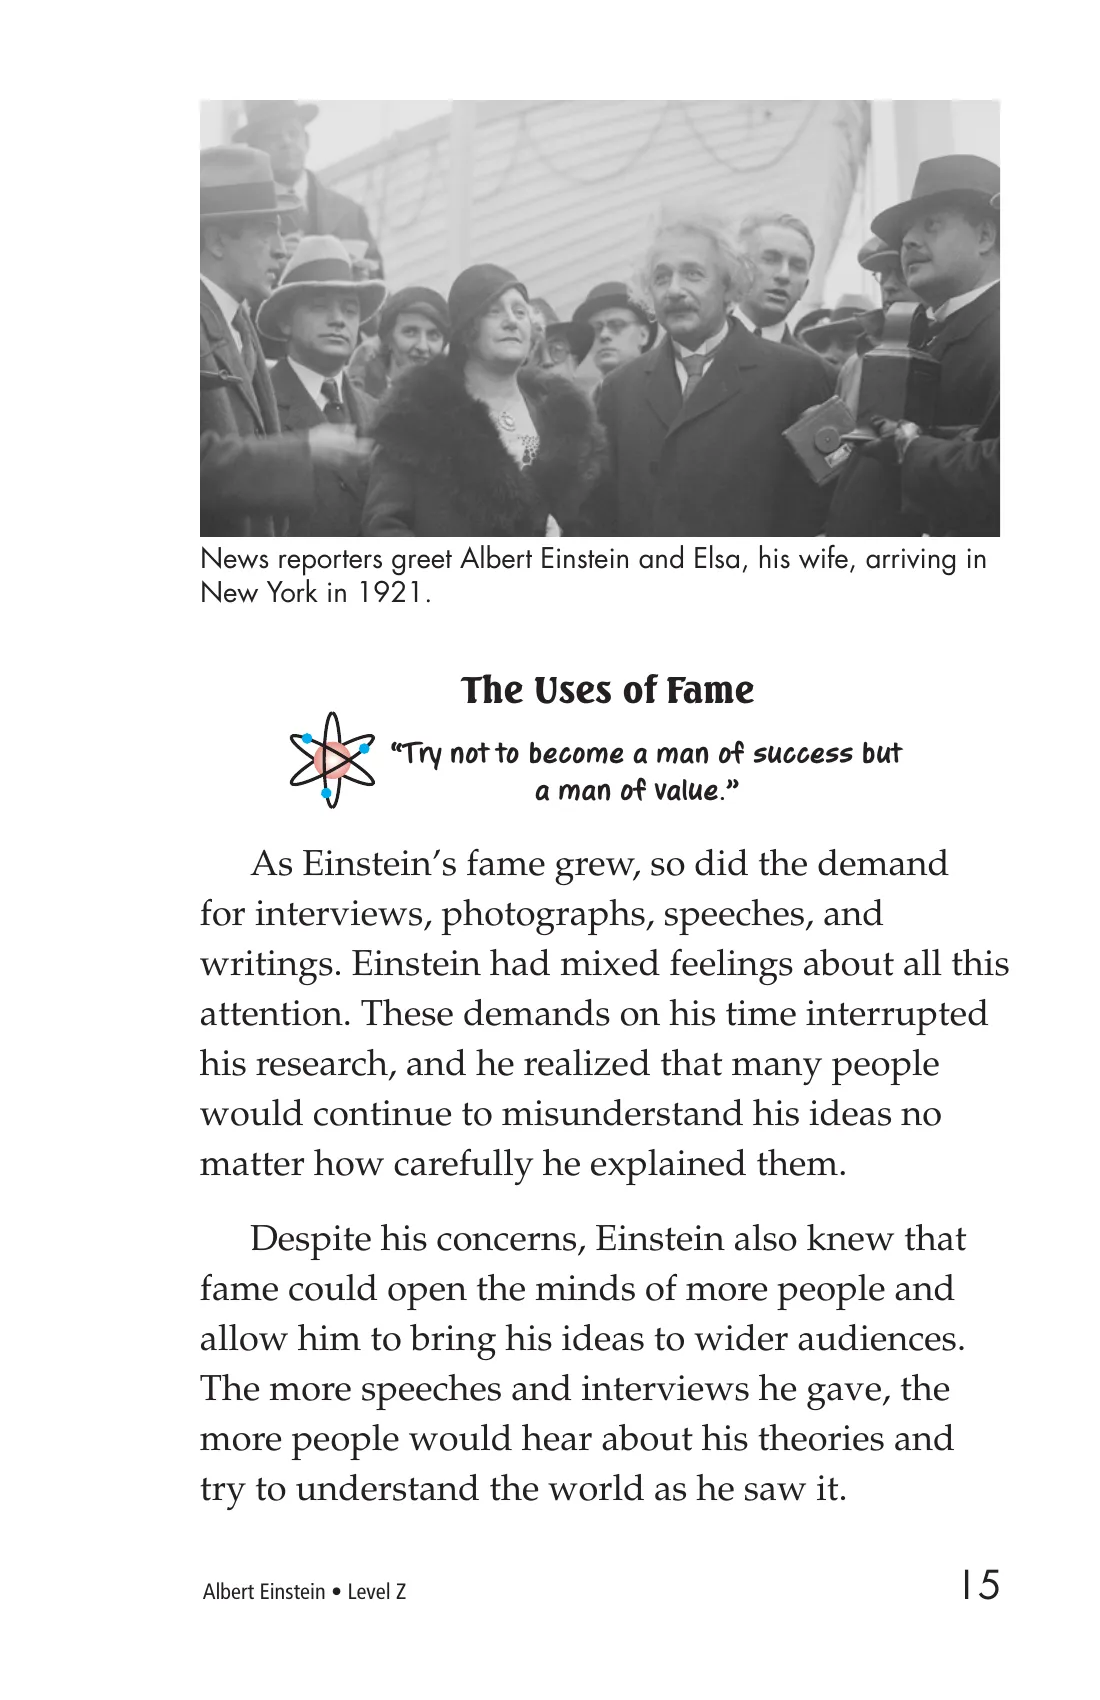 News reporters greet Albert Einstein and Elsa, his wife, arriving in
New York in 1921.
The Uses of Fame
“Try not to become a man of success but
a man of value.”
As Einstein’s fame grew, so did the demand
for interviews, photographs, speeches, and
writings. Einstein had mixed feelings about all this
attention. These demands on his time interrupted
his research, and he realized that many people
would continue to misunderstand his ideas no
matter how carefully he explained them.
Despite his concerns, Einstein also knew that
fame could open the minds of more people and
allow him to bring his ideas to wider audiences.
The more speeches and interviews he gave, the
more people would hear about his theories and
try to understand the world as he saw it.
Albert Einstein • Level Z
15